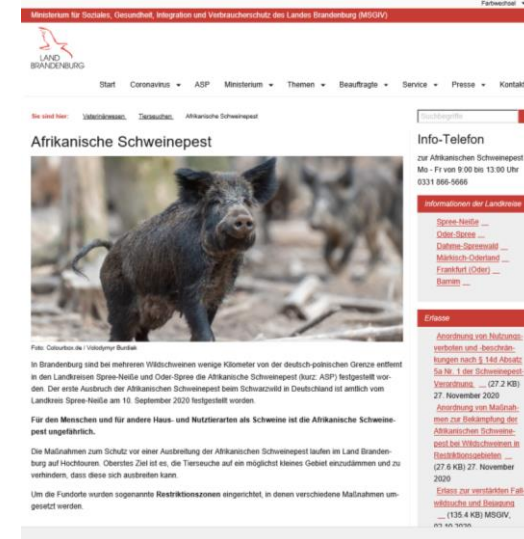 Farbwechsel
Ministerium für Soziales, Gesundheit, Integration und Verbraucherschutz des Landes Brandenburg (MSGIV)
LAND
BRANDENBURG
Start Coronavirus ASP Ministerium Themen Beauftragte Service Presse Kontakt
Sie sind hier: Veterinärwesen Tierseuchen Afrikanische Schweinepest
Afrikanische Schweinepest
Foto: Colourbox.de / Volodymyr Burdiak
In Brandenburg sind bei mehreren Wildschweinen wenige Kilometer von der deutsch-polnischen Grenze entfernt
in den Landkreisen Spree-Neiße und Oder-Spree die Afrikanische Schweinepest (kurz: ASP) festgestellt wor-
den. Der erste Ausbruch der Afrikanischen Schweinepest beim Schwarzwild in Deutschland ist amtlich vom
Landkreis Spree-Neiße am 10. September 2020 festgestellt worden.
Für den Menschen und für andere Haus- und Nutztierarten als Schweine ist die Afrikanische Schweine-
pest ungefährlich.
Die Maßnahmen zum Schutz vor einer Ausbreitung der Afrikanischen Schweinepest laufen im Land Branden-
burg auf Hochtouren. Oberstes Ziel ist es, die Tierseuche auf ein möglichst kleines Gebiet einzudämmen und zu
verhindern, dass diese sich ausbreiten kann.
Um die Fundorte wurden sogenannte Restriktionszonen eingerichtet, in denen verschiedene Maßnahmen um-
gesetzt werden.
Suchbegriffe
Info-Telefon
zur Afrikanischen Schweinepest
Mo - Fr von 9:00 bis 13:00 Uhr
0331 866-5666
Informationen der Landkreise
Spree-Neiße
Oder-Spree
Dahme-Spreewald
Märkisch-Oderland
Frankfurt (Oder)
Barnim
Erlasse
Anordnung von Nutzungs-
verboten und -beschrän-
kungen nach § 14d Absatz
5a Nr. 1 der Schweinepest-
Verordnung (27.2 KB)
27. November 2020
Anordnung von Maßnah-
men zur Bekämpfung der
Afrikanischen Schweine-
pest bei Wildschweinen in
Restriktionsgebieten
(27.6 KB) 27. November
2020
Erlass zur verstärkten Fall-
wildsuche und Bejagung
(135.4 KB) MSGIV,
02.10.2020